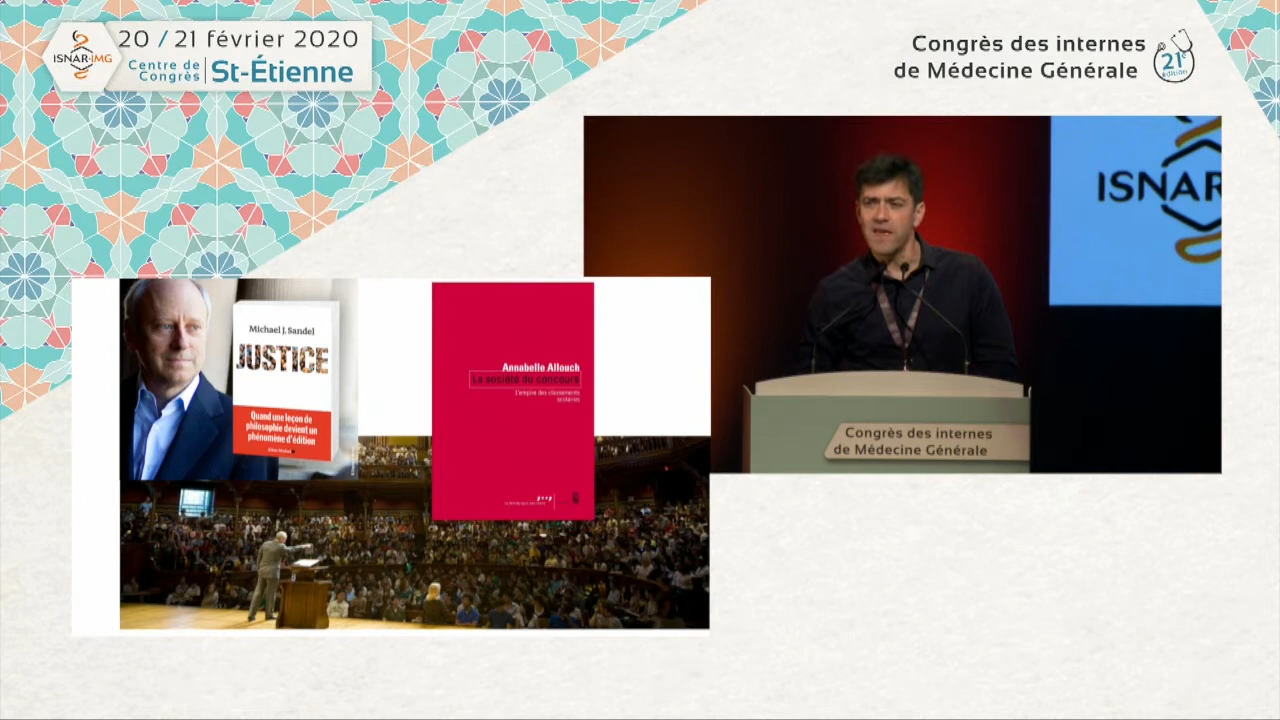 ISNAR-IMG
20 / 21 février 2020
Centre de
Congrès
St-Étienne
Congrès des internes
de Médecine Générale
21e
édition
ISNAR
Michael J. Sandel
JUSTICE
Quand une leçon de
philosophie devient un
phénomène d'édition
Albin Michel
Annabelle Allouch
La société du concours
L'empire des classements
scolaires
Congrès des internes
de Médecine Générale